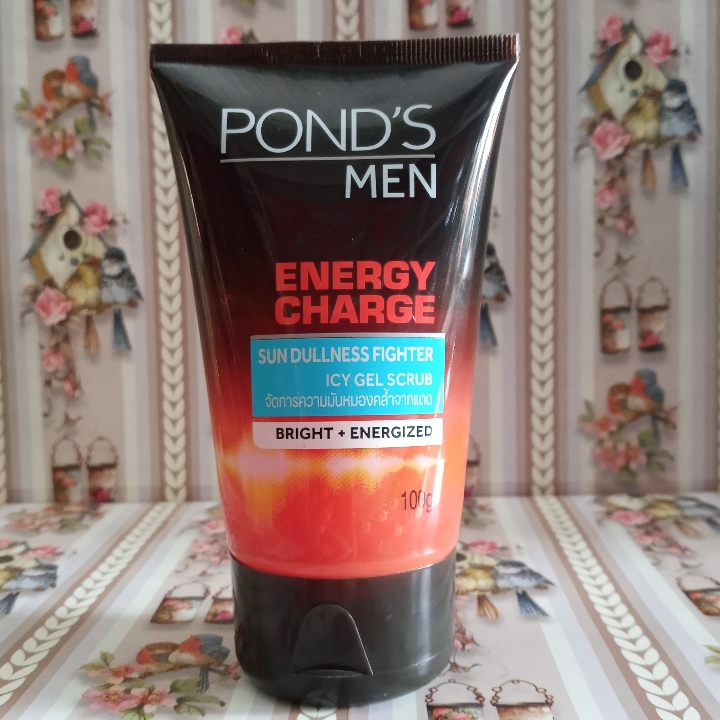 POND'S
MEN
ENERGY
CHARGE
SUN DULLNESS FIGHTER
ICY GEL SCRUB
จัดการความมันหมองคล้ำจากแดด
BRIGHT + ENERGIZED
100g